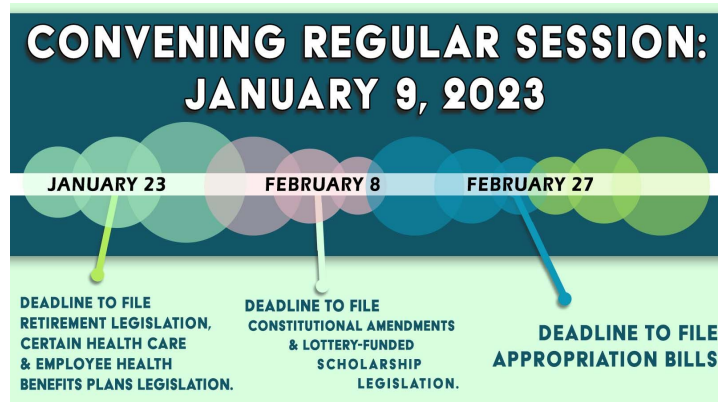 CONVENING REGULAR SESSION:
JANUARY 9, 2023
JANUARY 23
FEBRUARY 8
FEBRUARY 27
DEADLINE TO FILE
RETIREMENT LEGISLATION,
CERTAIN HEALTH CARE
& EMPLOYEE HEALTH
BENEFITS PLANS LEGISLATION.
DEADLINE TO FILE
CONSTITUTIONAL AMENDMENTS
& LOTTERY-FUNDED
SCHOLARSHIP
LEGISLATION.
DEADLINE TO FILE
APPROPRIATION BILLS